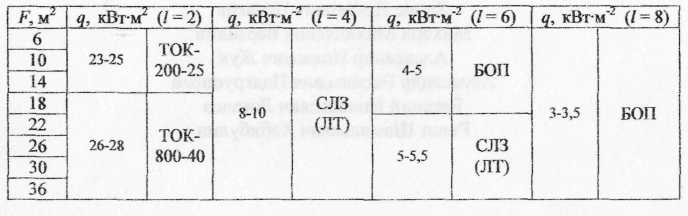 F, м² q, кВт·м⁻² (l = 2) q, кВт·м⁻² (l = 4) q, кВт·м⁻² (l = 6) q, кВт·м⁻² (l = 8)
6
10
14
18
22
26
30
36
23-25
26-28
ТОК-
200-25
ТОК-
800-40
8-10
СЛЗ
(ЛТ)
4-5
5-5,5
БОП
СЛЗ
(ЛТ)
3-3,5
БОП